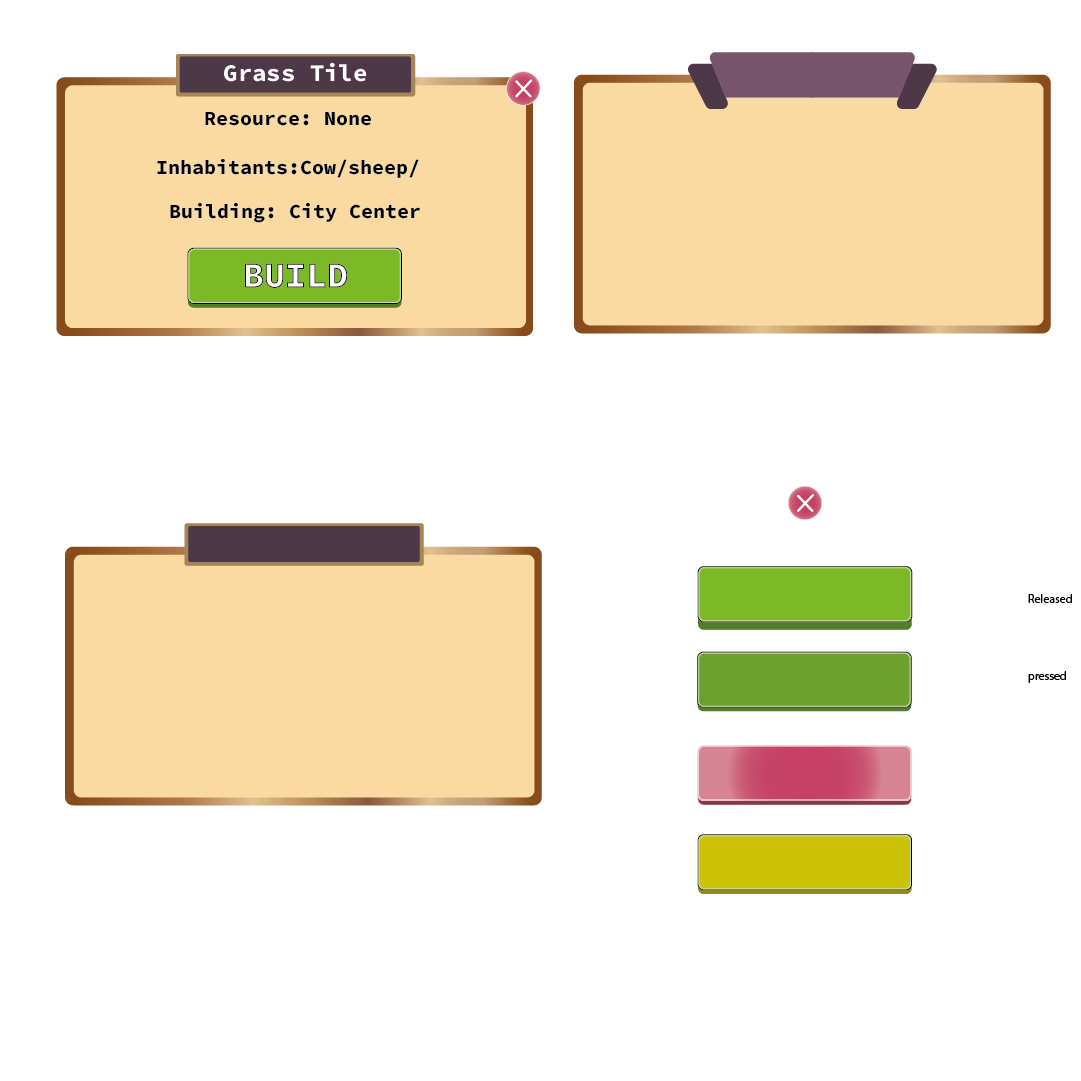 Grass Tile
Resource: None
Inhabitants:Cow/sheep/
Building: City Center
BUILD
Released
pressed